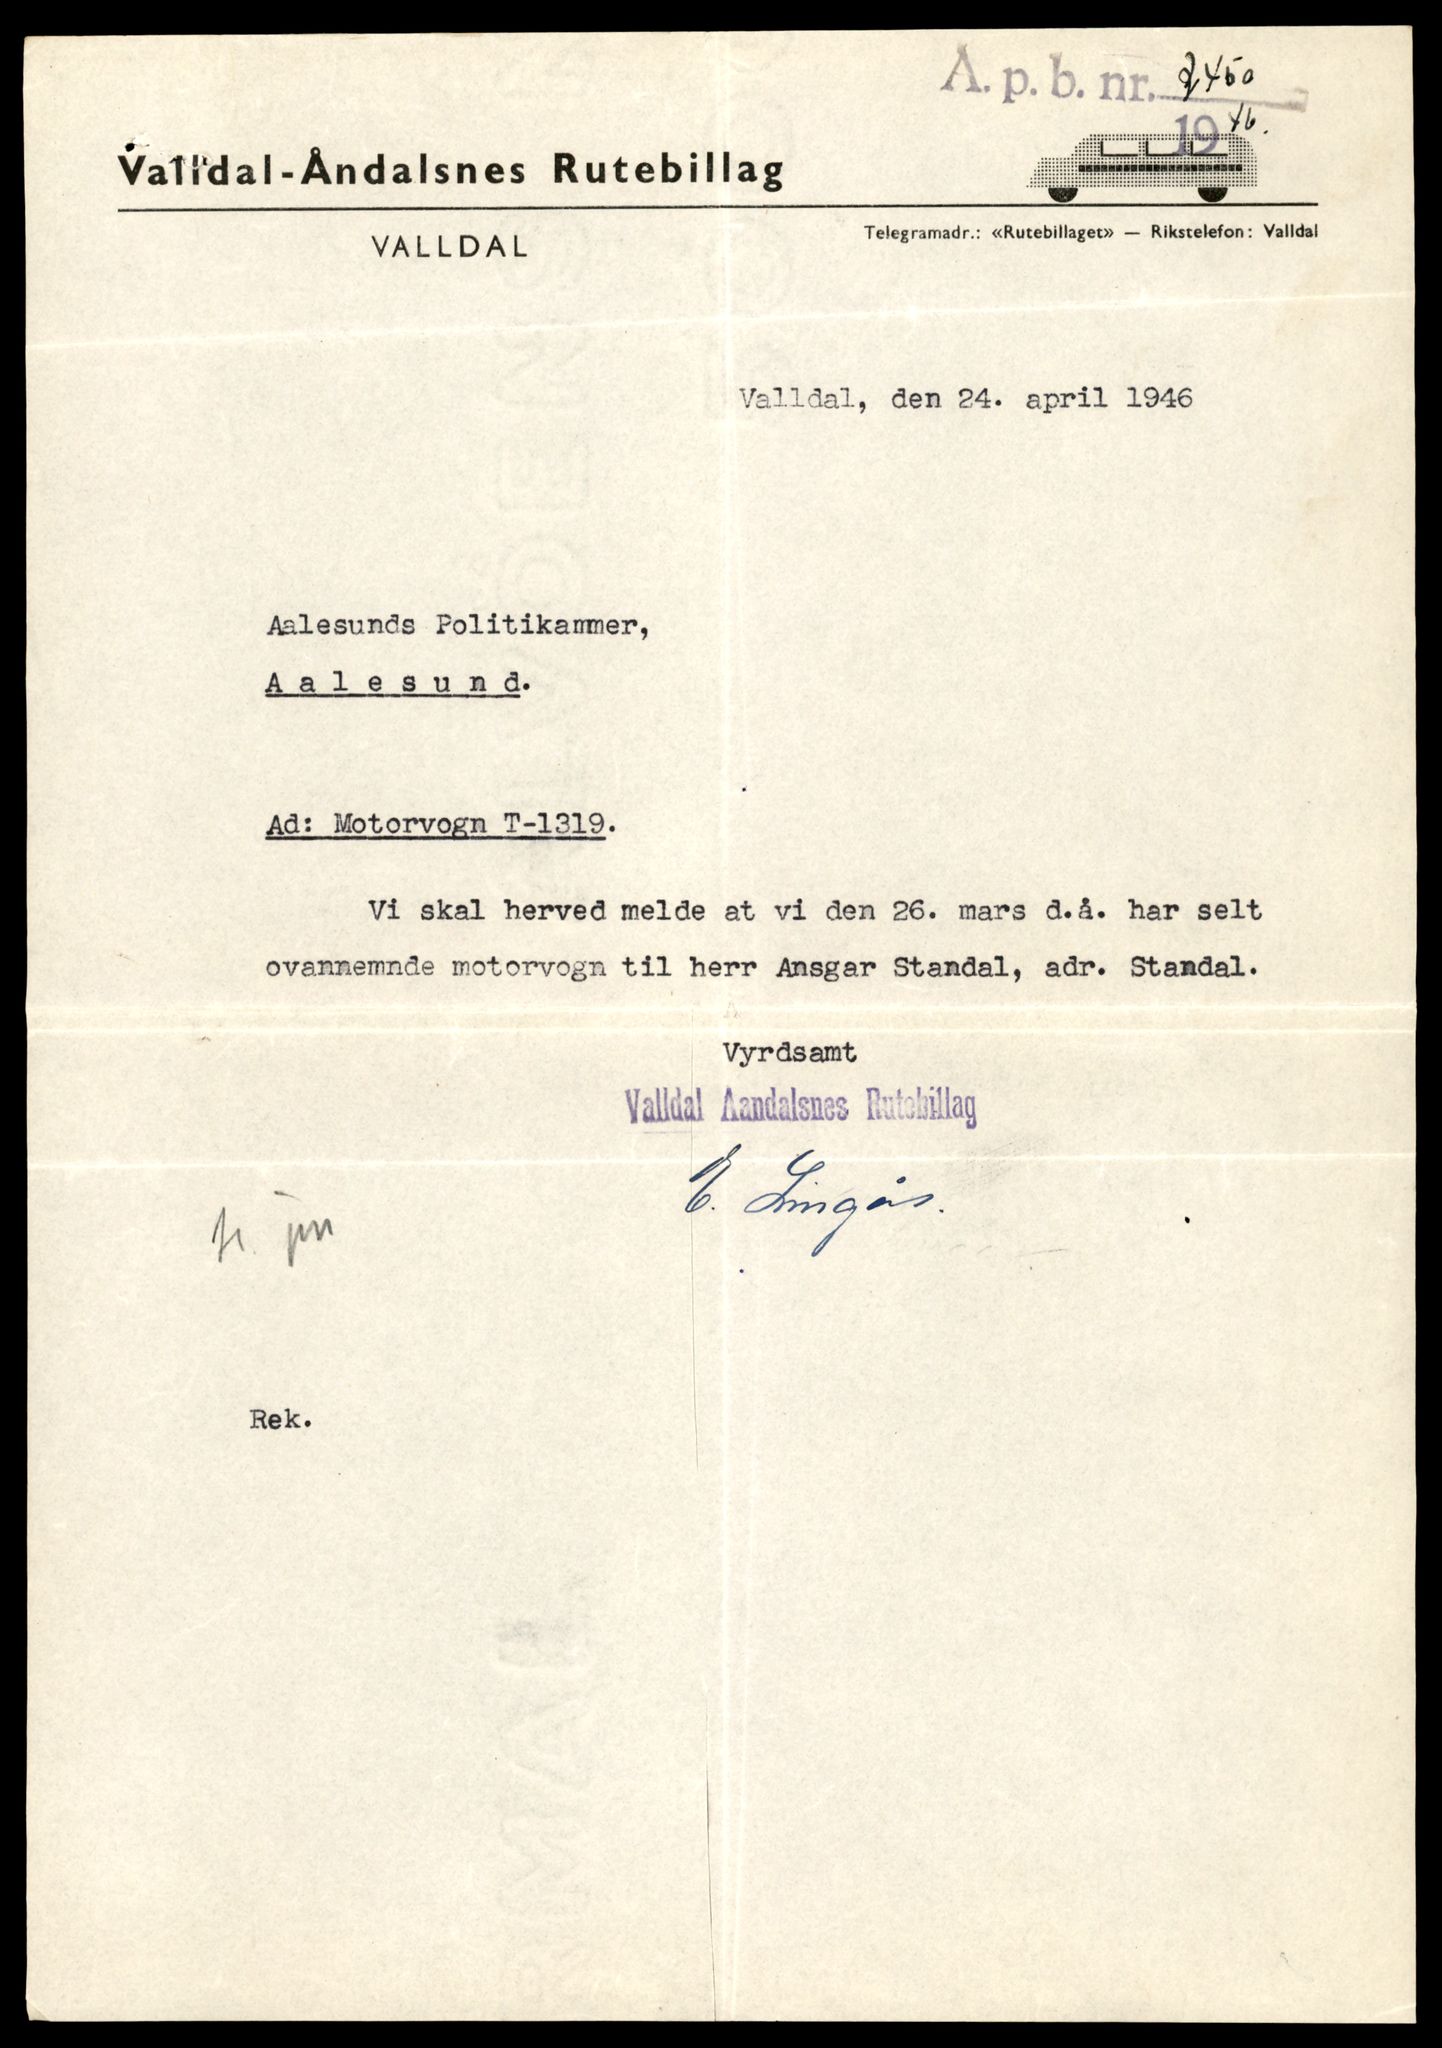 A. p. b. nr. 2450
1946.
Valldal-Åndalsnes Rutebillag
VALLDAL
Telegramadr.: «Rutebillaget» — Rikstelefon: Valldal
Valldal, den 24. april 1946
Aalesunds Politikammer,
A a l e s u n d.
Ad: Motorvogn T-1319.
Vi skal herved melde at vi den 26. mars d.å. har selt
ovannemnde motorvogn til herr Ansgar Standal, adr. Standal.
Vyrdsamt
Valldal Aandalsnes Rutebillag
E. Lingås.
Rek.